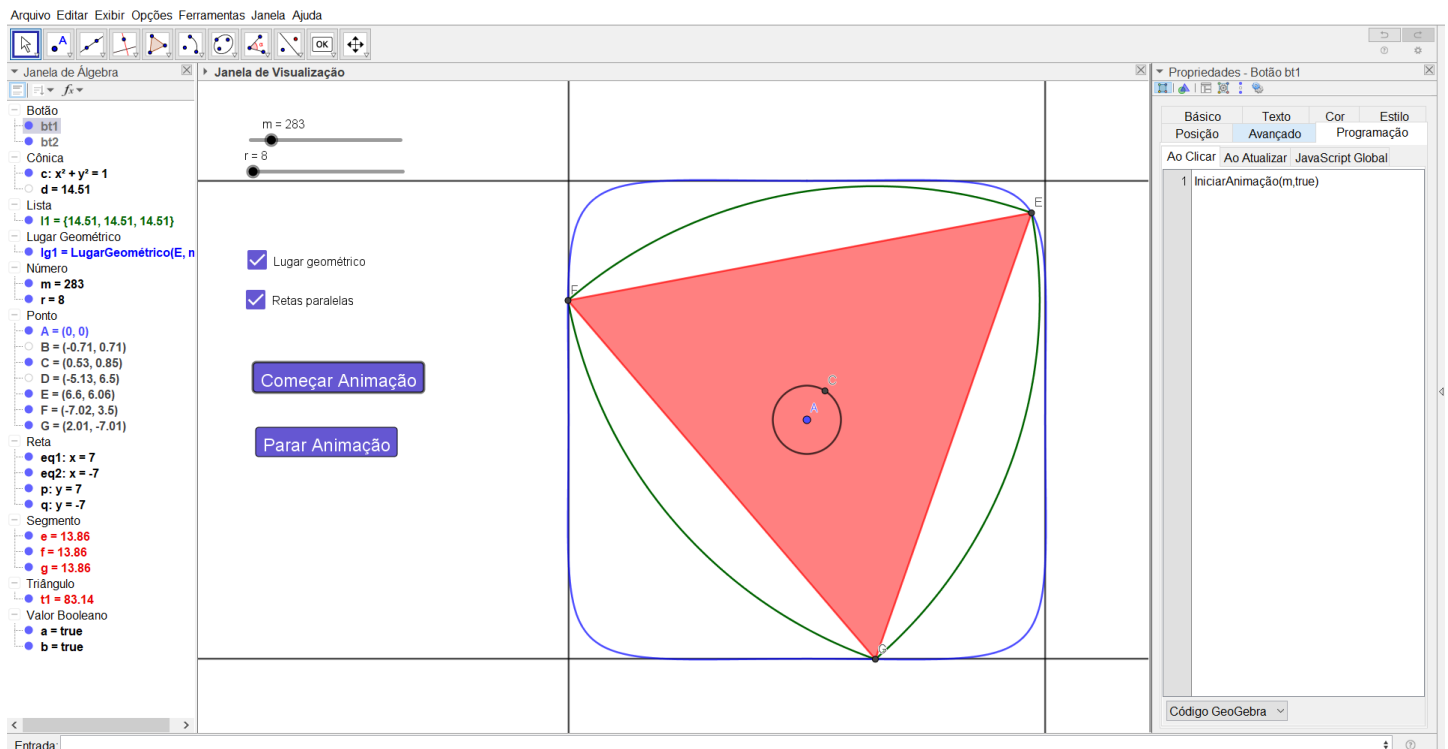 Arquivo Editar Exibir Opções Ferramentas Janela Ajuda
A
OK
Janela de Álgebra
Janela de Visualização
Propriedades - Botão bt1
fx
Botão
bt1
bt2
Cônica
c: x² + y² = 1
d = 14.51
Lista
l1 = {14.51, 14.51, 14.51}
Lugar Geométrico
lg1 = LugarGeométrico(E, n
Número
m = 283
r = 8
Ponto
A = (0, 0)
B = (-0.71, 0.71)
C = (0.53, 0.85)
D = (-5.13, 6.5)
E = (6.6, 6.06)
F = (-7.02, 3.5)
G = (2.01, -7.01)
Reta
eq1: x = 7
eq2: x = -7
p: y = 7
q: y = -7
Segmento
e = 13.86
f = 13.86
g = 13.86
Triângulo
t1 = 83.14
Valor Booleano
a = true
b = true
m = 283
r = 8
Lugar geométrico
Retas paralelas
Começar Animação
Parar Animação
E
F
C
A
G
Básico Texto Cor Estilo
Posição Avançado Programação
Ao Clicar Ao Atualizar JavaScript Global
1 IniciarAnimação(m,true)
Código GeoGebra
Entrada: